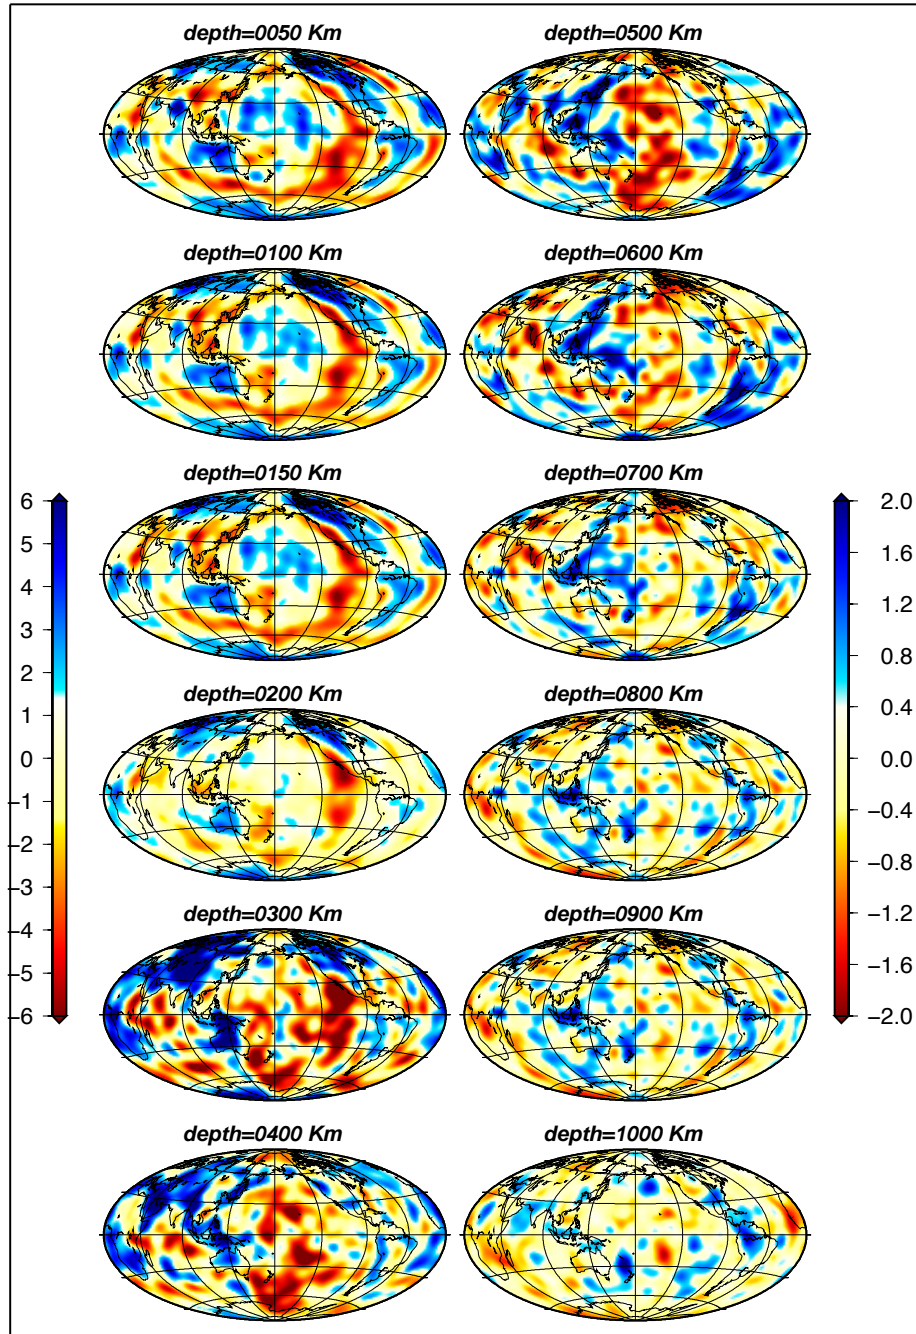 depth=0050 Km
depth=0500 Km
depth=0100 Km
depth=0600 Km
depth=0150 Km
depth=0700 Km
6
5
4
3
2
1
0
−1
−2
−3
−4
−5
−6
2.0
1.6
1.2
0.8
0.4
0.0
−0.4
−0.8
−1.2
−1.6
−2.0
depth=0200 Km
depth=0800 Km
depth=0300 Km
depth=0900 Km
depth=0400 Km
depth=1000 Km